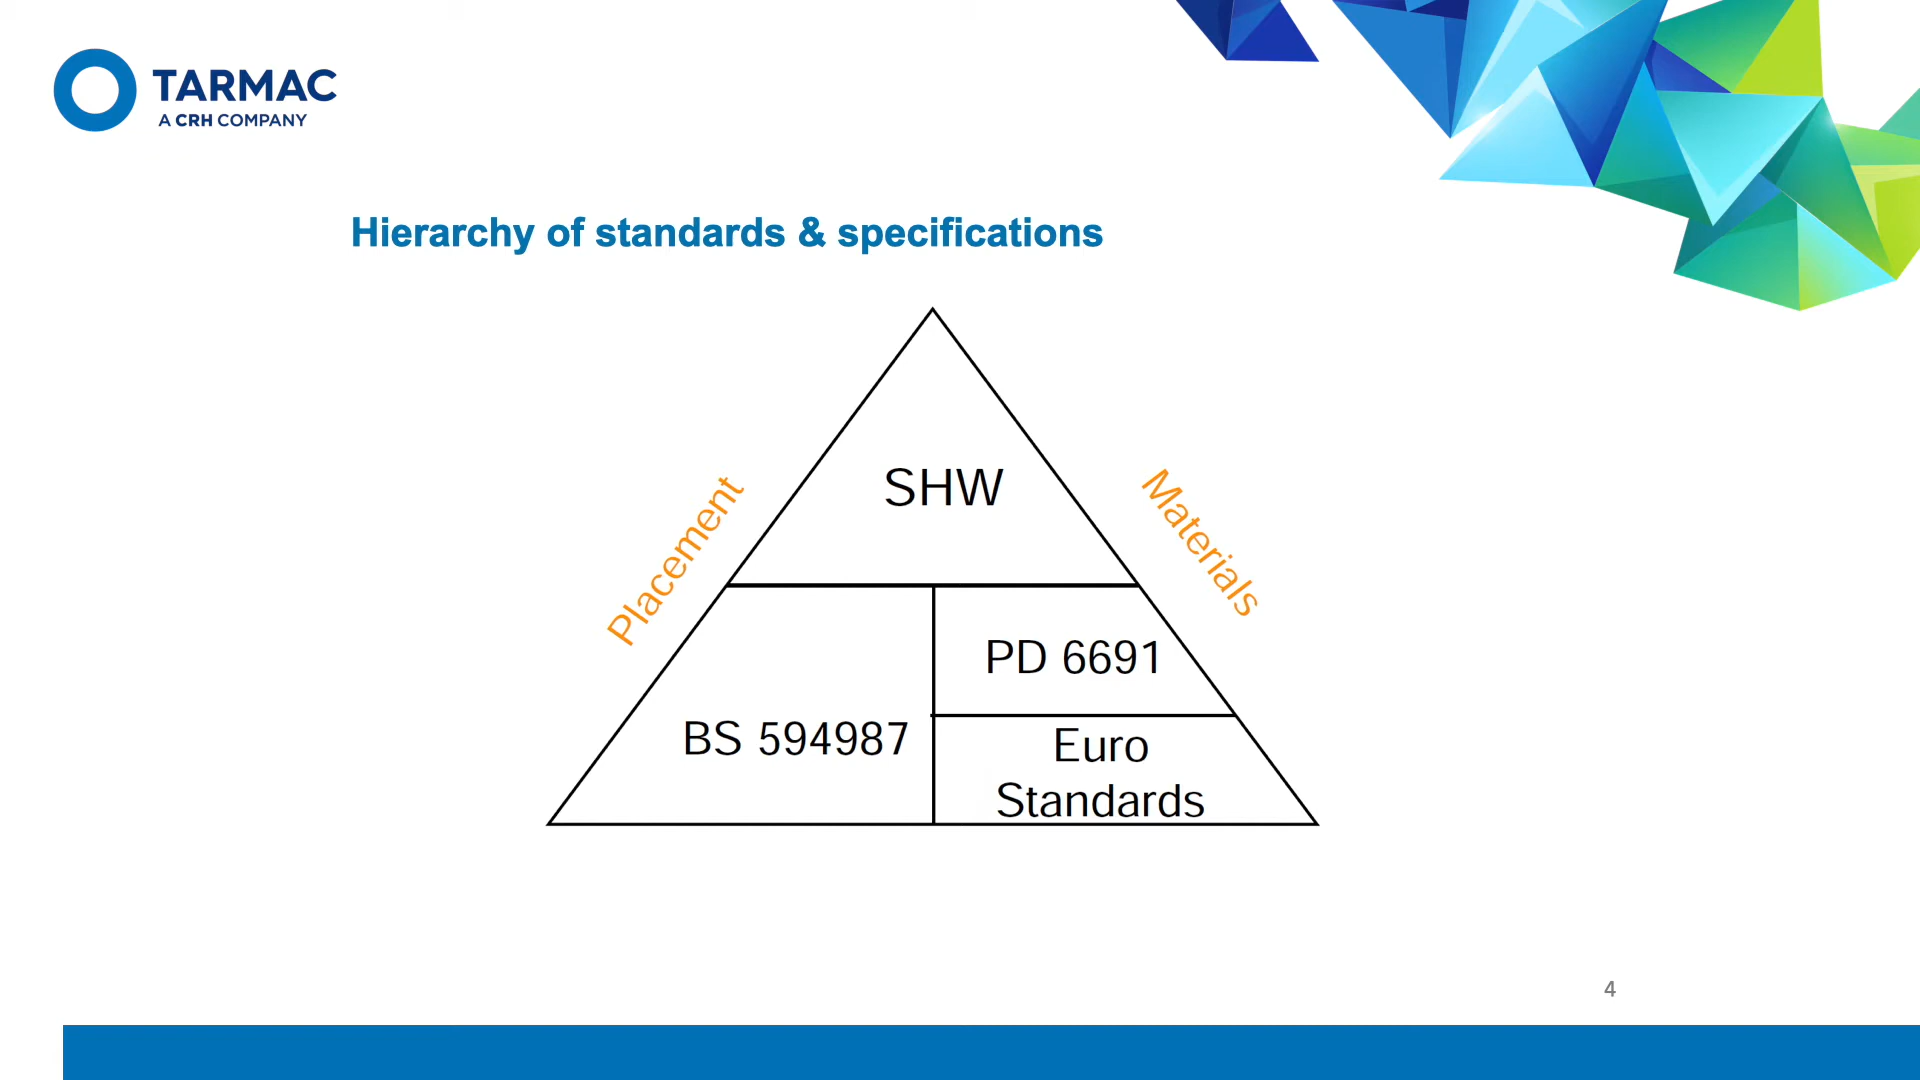 TARMAC
A CRH COMPANY
Hierarchy of standards & specifications
SHW
Placement
Materials
PD 6691
BS 594987
Euro
Standards
4